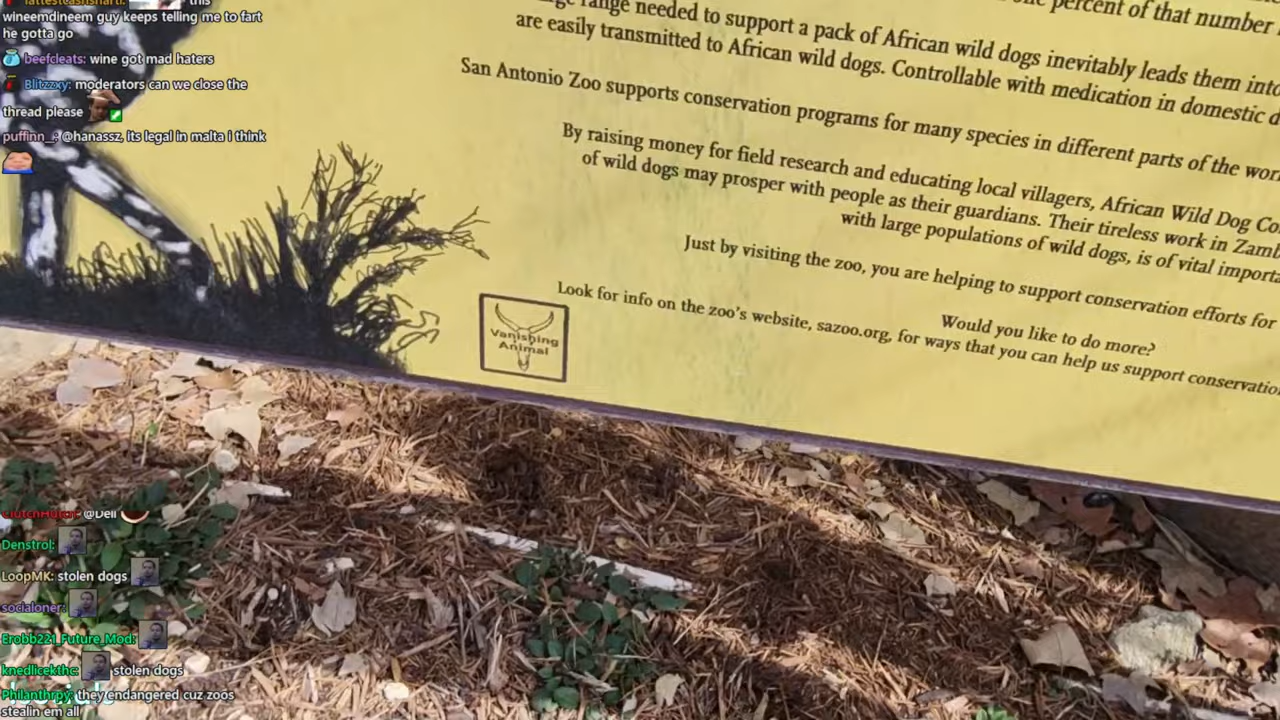 fattestcashsharti: this
wineemdineem guy keeps telling me to fart
he gotta go
beefcleats: wine got mad haters
Blitzzxy: moderators can we close the
thread please
puffinn_: @hanassz, its legal in malta i think
percent of that number
range needed to support a pack of African wild dogs inevitably leads them into
are easily transmitted to African wild dogs. Controllable with medication in domestic d
San Antonio Zoo supports conservation programs for many species in different parts of the wor
By raising money for field research and educating local villagers, African Wild Dog Co
of wild dogs may prosper with people as their guardians. Their tireless work in Zamb
with large populations of wild dogs, is of vital importa
Just by visiting the zoo, you are helping to support conservation efforts for
Would you like to do more?
Look for info on the zoo's website, sazoo.org, for ways that you can help us support conservatio
Vanishing
Animal
@Dell
Denstrol:
LoopMK: stolen dogs
socialoner:
Erobb221_Future_Mod:
knedlicekthc: stolen dogs
Philanthrpy: they endangered cuz zoos
stealin em all